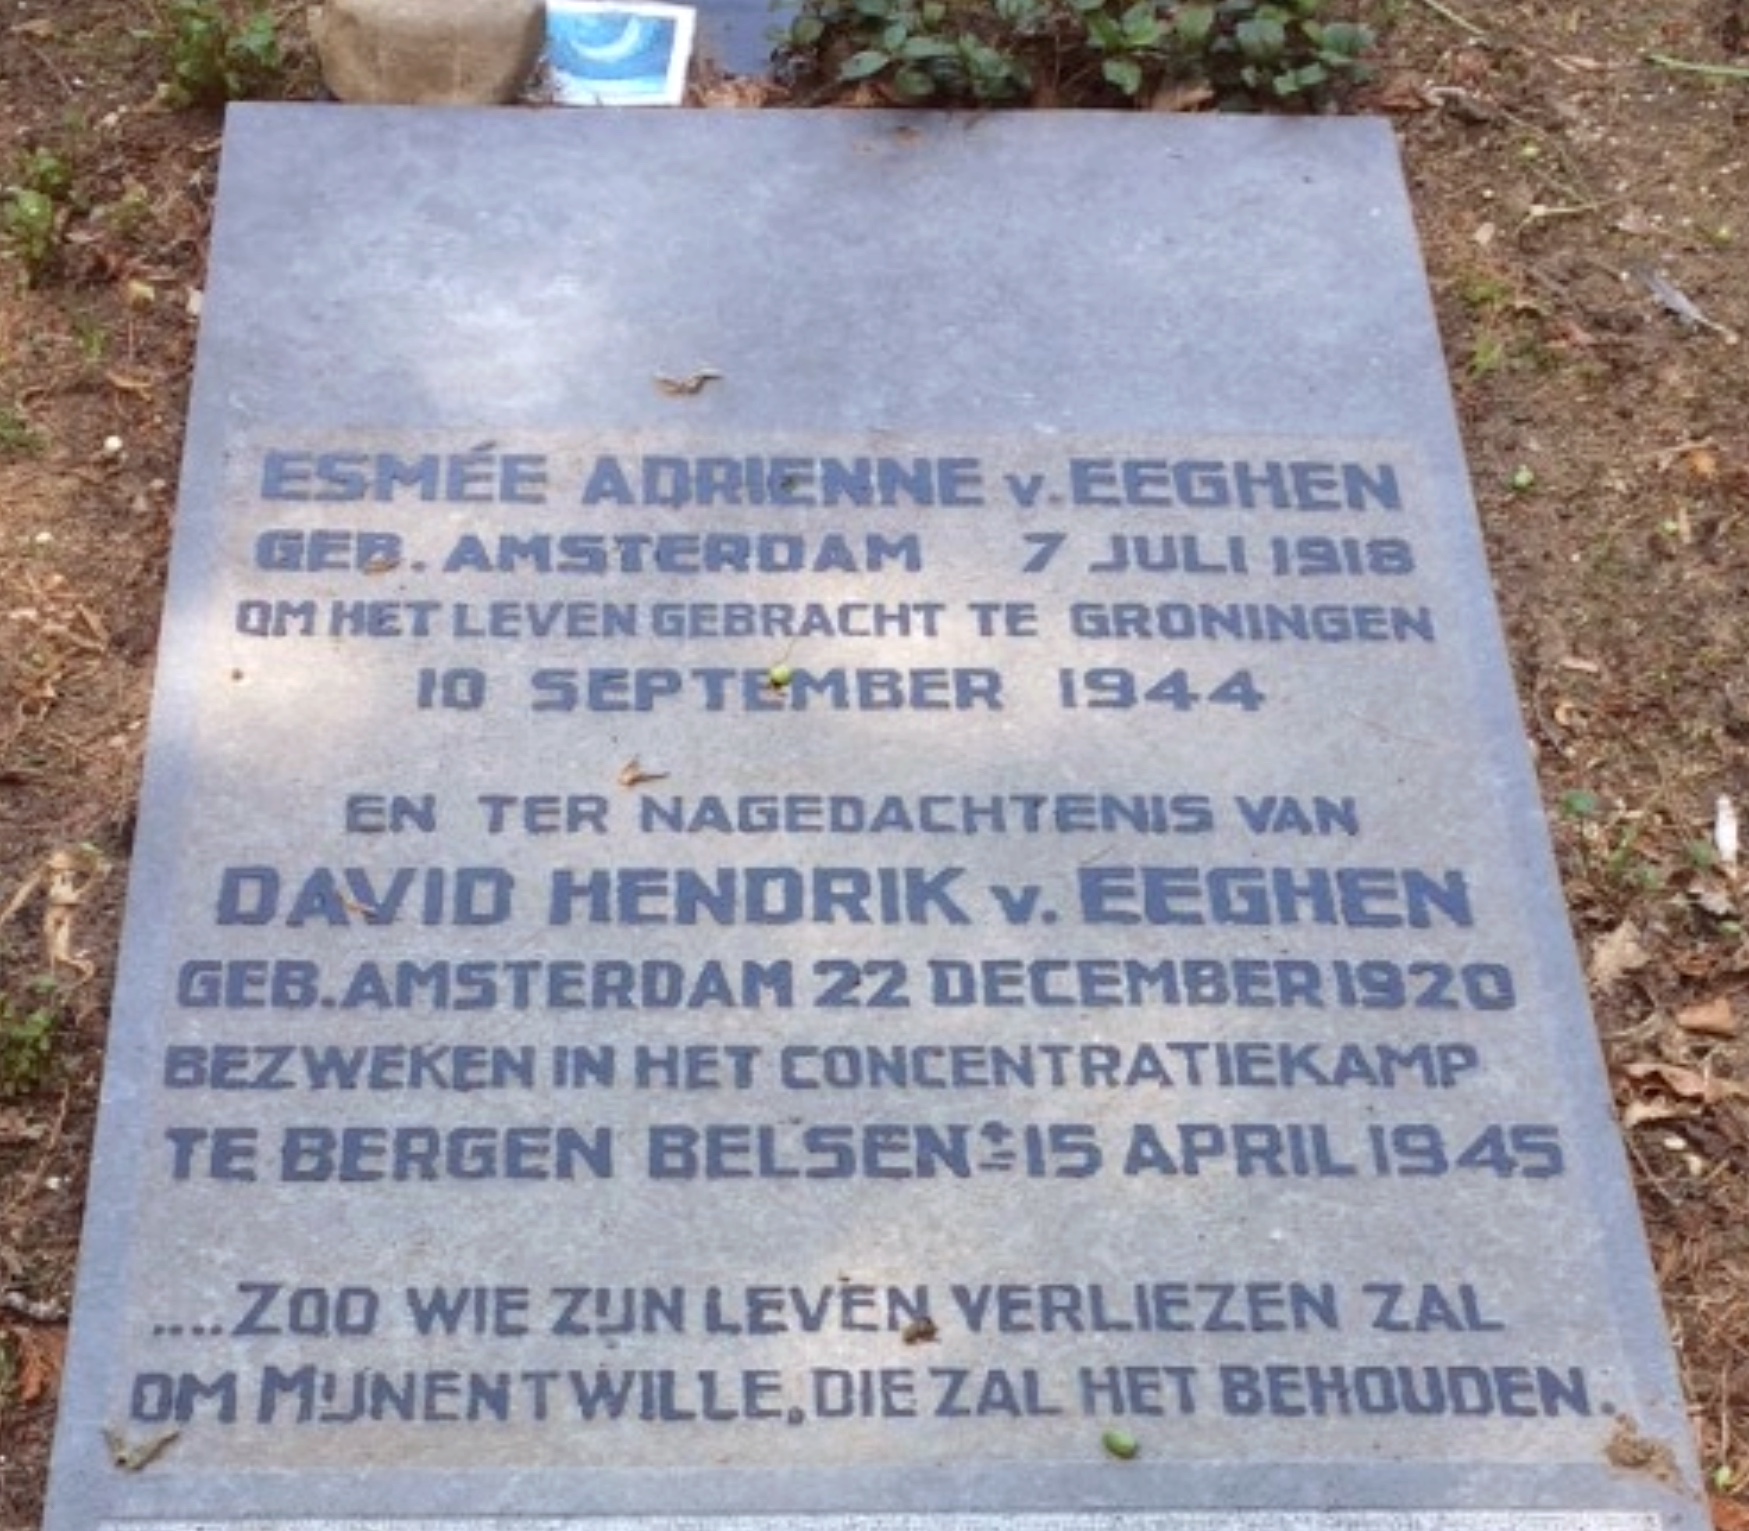 ESMÉE ADRIENNE v. EEGHEN
GEB. AMSTERDAM 7 JULI 1918
OM HET LEVEN GEBRACHT TE GRONINGEN
10 SEPTEMBER 1944
EN TER NAGEDACHTENIS VAN
DAVID HENDRIK v. EEGHEN
GEB. AMSTERDAM 22 DECEMBER 1920
BEZWEKEN IN HET CONCENTRATIEKAMP
TE BERGEN BELSEN ± 15 APRIL 1945
....ZOO WIE ZIJN LEVEN VERLIEZEN ZAL
OM MIJNENTWILLE, DIE ZAL HET BEHOUDEN.